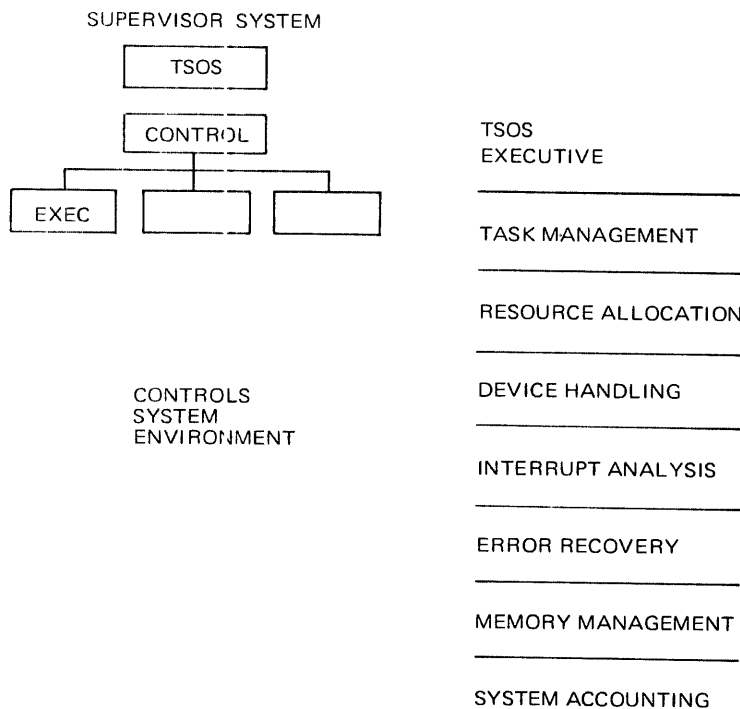 SUPERVISOR SYSTEM
TSOS
CONTROL
EXEC
CONTROLS
SYSTEM
ENVIRONMENT
TSOS
EXECUTIVE
TASK MANAGEMENT
RESOURCE ALLOCATION
DEVICE HANDLING
INTERRUPT ANALYSIS
ERROR RECOVERY
MEMORY MANAGEMENT
SYSTEM ACCOUNTING